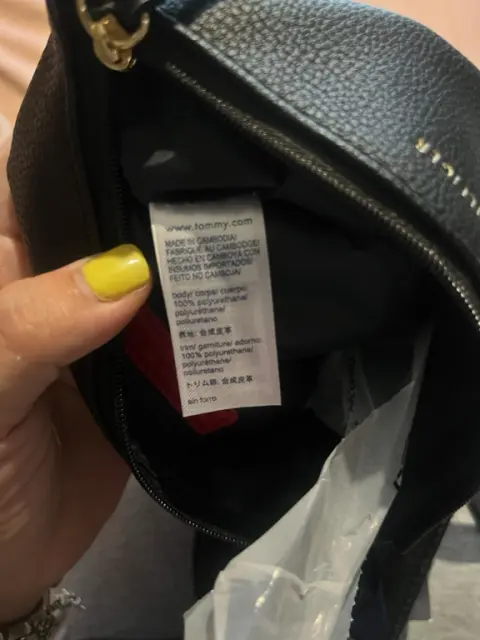 www.tommy.com
MADE IN CAMBODIA/
FABRIQUÉ AU CAMBODGE/
HECHO EN CAMBOYA CON
INSUMOS IMPORTADOS/
FEITO NO CAMBOJA/
body/ corps/ cuerpo:
100% polyurethane/
polyuréthane/
poliuretano
表地: 合成皮革
trim/ garniture/ adorno:
100% polyurethane/
polyuréthane/
poliuretano
トリム部: 合成皮革
sin forro